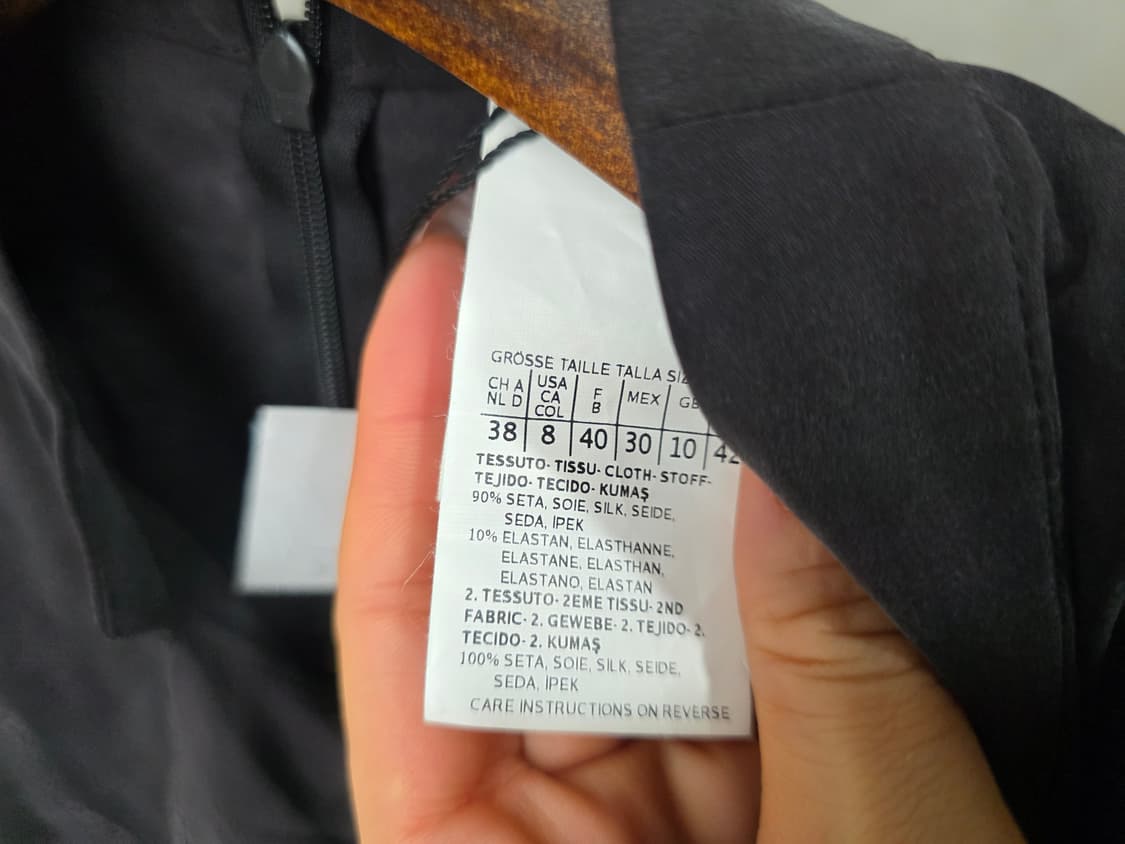 GRÖSSE TAILLE TALLA
CH A USA F MEX
NL D CA B
COL
38 8 40 30 10
TESSUTO- TISSU- CLOTH- STOFF-
TEJIDO- TECIDO- KUMAŞ
90% SETA, SOIE, SILK, SEIDE,
SEDA, İPEK
10% ELASTAN, ELASTHANNE,
ELASTANE, ELASTHAN,
ELASTANO, ELASTAN
2. TESSUTO- 2EME TISSU- 2ND
FABRIC- 2. GEWEBE- 2. TEJIDO- 2.
TECIDO- 2. KUMAŞ
100% SETA, SOIE, SILK, SEIDE,
SEDA, İPEK
CARE INSTRUCTIONS ON REVERSE